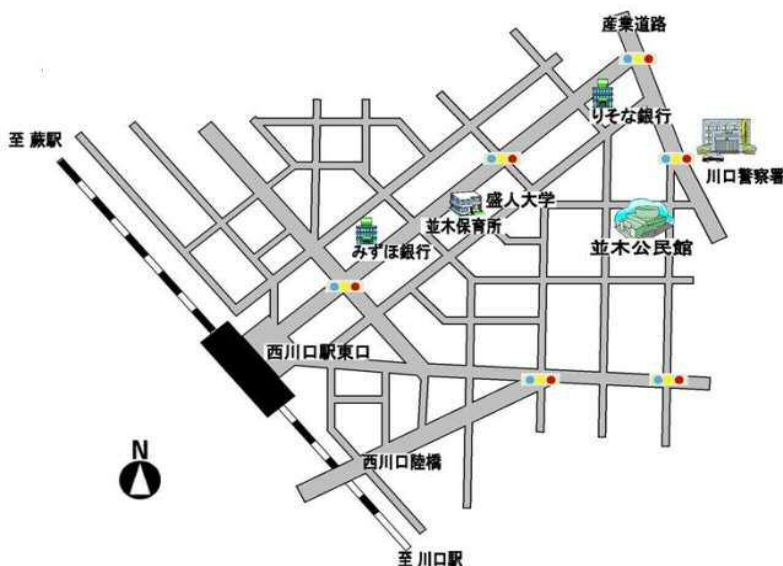 産業道路
至 蕨駅
りそな銀行
川口警察署
盛人大学
並木保育所
みずほ銀行
並木公民館
西川口駅東口
N
西川口陸橋
至 川口駅